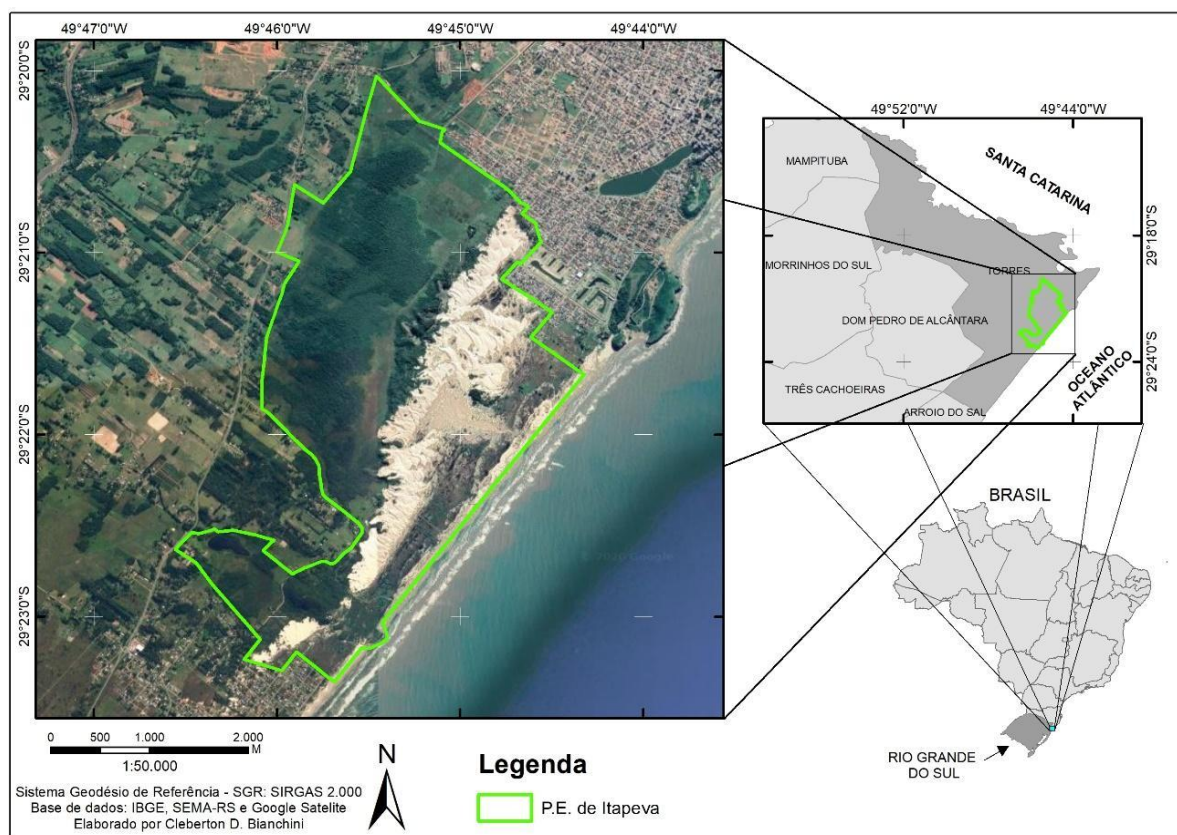 49°47'0"W 49°46'0"W 49°45'0"W 49°44'0"W
29°20'0"S
29°21'0"S
29°22'0"S
29°23'0"S
49°52'0"W 49°44'0"W
MAMPITUBA
SANTA CATARINA
29°18'0"S
MORRINHOS DO SUL
TORRES
DOM PEDRO DE ALCÂNTARA
29°24'0"S
OCEANO
ATLÂNTICO
TRÊS CACHOEIRAS
ARROIO DO SAL
BRASIL
RIO GRANDE
DO SUL
0 500 1.000 2.000
M
1:50.000
N
Sistema Geodésio de Referência - SGR: SIRGAS 2.000
Base de dados: IBGE, SEMA-RS e Google Satelite
Elaborado por Cleberton D. Bianchini
Legenda
P.E. de Itapeva